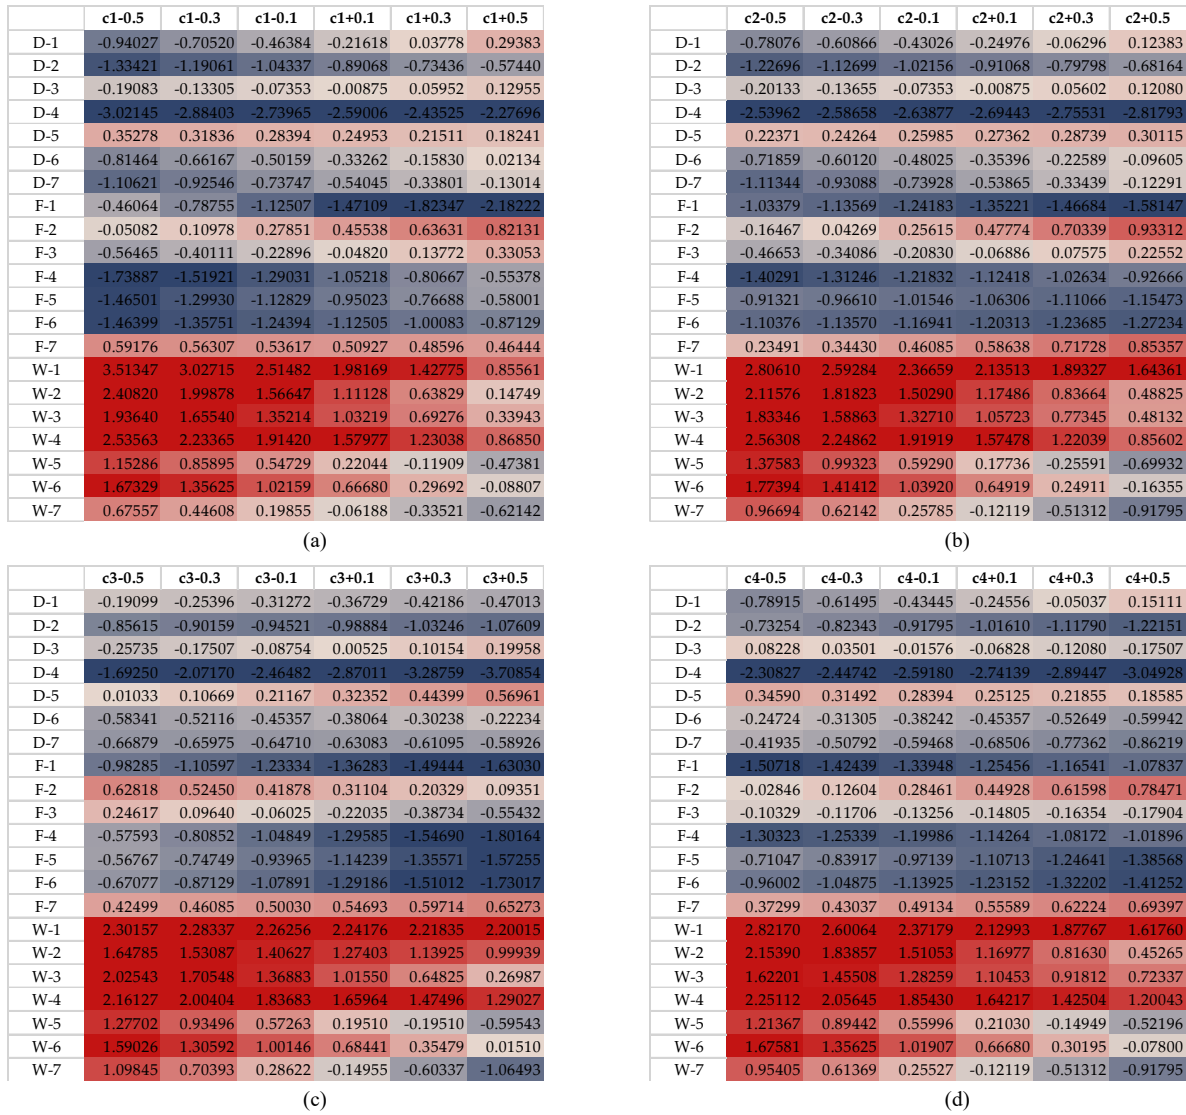 c1-0.5 c1-0.3 c1-0.1 c1+0.1 c1+0.3 c1+0.5
D-1 -0.94027 -0.70520 -0.46384 -0.21618 0.03778 0.29383
D-2 -1.33421 -1.19061 -1.04337 -0.89068 -0.73436 -0.57440
D-3 -0.19083 -0.13305 -0.07353 -0.00875 0.05952 0.12955
D-4 -3.02145 -2.88403 -2.73965 -2.59006 -2.43525 -2.27696
D-5 0.35278 0.31836 0.28394 0.24953 0.21511 0.18241
D-6 -0.81464 -0.66167 -0.50159 -0.33262 -0.15830 0.02134
D-7 -1.10621 -0.92546 -0.73747 -0.54045 -0.33801 -0.13014
F-1 -0.46064 -0.78755 -1.12507 -1.47109 -1.82347 -2.18222
F-2 -0.05082 0.10978 0.27851 0.45538 0.63631 0.82131
F-3 -0.56465 -0.40111 -0.22896 -0.04820 0.13772 0.33053
F-4 -1.73887 -1.51921 -1.29031 -1.05218 -0.80667 -0.55378
F-5 -1.46501 -1.29930 -1.12829 -0.95023 -0.76688 -0.58001
F-6 -1.46399 -1.35751 -1.24394 -1.12505 -1.00083 -0.87129
F-7 0.59176 0.56307 0.53617 0.50927 0.48596 0.46444
W-1 3.51347 3.02715 2.51482 1.98169 1.42775 0.85561
W-2 2.40820 1.99878 1.56647 1.11128 0.63829 0.14749
W-3 1.93640 1.65540 1.35214 1.03219 0.69276 0.33943
W-4 2.53563 2.23365 1.91420 1.57977 1.23038 0.86850
W-5 1.15286 0.85895 0.54729 0.22044 -0.11909 -0.47381
W-6 1.67329 1.35625 1.02159 0.66680 0.29692 -0.08807
W-7 0.67557 0.44608 0.19855 -0.06188 -0.33521 -0.62142
(a)
c2-0.5 c2-0.3 c2-0.1 c2+0.1 c2+0.3 c2+0.5
D-1 -0.78076 -0.60866 -0.43026 -0.24976 -0.06296 0.12383
D-2 -1.22696 -1.12699 -1.02156 -0.91068 -0.79798 -0.68164
D-3 -0.20133 -0.13655 -0.07353 -0.00875 0.05602 0.12080
D-4 -2.53962 -2.58658 -2.63877 -2.69443 -2.75531 -2.81793
D-5 0.22371 0.24264 0.25985 0.27362 0.28739 0.30115
D-6 -0.71859 -0.60120 -0.48025 -0.35396 -0.22589 -0.09605
D-7 -1.11344 -0.93088 -0.73928 -0.53865 -0.33439 -0.12291
F-1 -1.03379 -1.13569 -1.24183 -1.35221 -1.46684 -1.58147
F-2 -0.16467 0.04269 0.25615 0.47774 0.70339 0.93312
F-3 -0.46653 -0.34086 -0.20830 -0.06886 0.07575 0.22552
F-4 -1.40291 -1.31246 -1.21832 -1.12418 -1.02634 -0.92666
F-5 -0.91321 -0.96610 -1.01546 -1.06306 -1.11066 -1.15473
F-6 -1.10376 -1.13570 -1.16941 -1.20313 -1.23685 -1.27234
F-7 0.23491 0.34430 0.46085 0.58638 0.71728 0.85357
W-1 2.80610 2.59284 2.36659 2.13513 1.89327 1.64361
W-2 2.11576 1.81823 1.50290 1.17486 0.83664 0.48825
W-3 1.83346 1.58863 1.32710 1.05723 0.77345 0.48132
W-4 2.56308 2.24862 1.91919 1.57478 1.22039 0.85602
W-5 1.37583 0.99323 0.59290 0.17736 -0.25591 -0.69932
W-6 1.77394 1.41412 1.03920 0.64919 0.24911 -0.16355
W-7 0.96694 0.62142 0.25785 -0.12119 -0.51312 -0.91795
(b)
c3-0.5 c3-0.3 c3-0.1 c3+0.1 c3+0.3 c3+0.5
D-1 -0.19099 -0.25396 -0.31272 -0.36729 -0.42186 -0.47013
D-2 -0.85615 -0.90159 -0.94521 -0.98884 -1.03246 -1.07609
D-3 -0.25735 -0.17507 -0.08754 0.00525 0.10154 0.19958
D-4 -1.69250 -2.07170 -2.46482 -2.87011 -3.28759 -3.70854
D-5 0.01033 0.10669 0.21167 0.32352 0.44399 0.56961
D-6 -0.58341 -0.52116 -0.45357 -0.38064 -0.30238 -0.22234
D-7 -0.66879 -0.65975 -0.64710 -0.63083 -0.61095 -0.58926
F-1 -0.98285 -1.10597 -1.23334 -1.36283 -1.49444 -1.63030
F-2 0.62818 0.52450 0.41878 0.31104 0.20329 0.09351
F-3 0.24617 0.09640 -0.06025 -0.22035 -0.38734 -0.55432
F-4 -0.57593 -0.80852 -1.04849 -1.29585 -1.54690 -1.80164
F-5 -0.56767 -0.74749 -0.93965 -1.14239 -1.35571 -1.57255
F-6 -0.67077 -0.87129 -1.07891 -1.29186 -1.51012 -1.73017
F-7 0.42499 0.46085 0.50030 0.54693 0.59714 0.65273
W-1 2.30157 2.28337 2.26256 2.24176 2.21835 2.20015
W-2 1.64785 1.53087 1.40627 1.27403 1.13925 0.99939
W-3 2.02543 1.70548 1.36883 1.01550 0.64825 0.26987
W-4 2.16127 2.00404 1.83683 1.65964 1.47496 1.29027
W-5 1.27702 0.93496 0.57263 0.19510 -0.19510 -0.59543
W-6 1.59026 1.30592 1.00146 0.68441 0.35479 0.01510
W-7 1.09845 0.70393 0.28622 -0.14955 -0.60337 -1.06493
(c)
c4-0.5 c4-0.3 c4-0.1 c4+0.1 c4+0.3 c4+0.5
D-1 -0.78915 -0.61495 -0.43445 -0.24556 -0.05037 0.15111
D-2 -0.73254 -0.82343 -0.91795 -1.01610 -1.11790 -1.22151
D-3 0.08228 0.03501 -0.01576 -0.06828 -0.12080 -0.17507
D-4 -2.30827 -2.44742 -2.59180 -2.74139 -2.89447 -3.04928
D-5 0.34590 0.31492 0.28394 0.25125 0.21855 0.18585
D-6 -0.24724 -0.31305 -0.38242 -0.45357 -0.52649 -0.59942
D-7 -0.41935 -0.50792 -0.59468 -0.68506 -0.77362 -0.86219
F-1 -1.50718 -1.42439 -1.33948 -1.25456 -1.16541 -1.07837
F-2 -0.02846 0.12604 0.28461 0.44928 0.61598 0.78471
F-3 -0.10329 -0.11706 -0.13256 -0.14805 -0.16354 -0.17904
F-4 -1.30323 -1.25339 -1.19986 -1.14264 -1.08172 -1.01896
F-5 -0.71047 -0.83917 -0.97139 -1.10713 -1.24641 -1.38568
F-6 -0.96002 -1.04875 -1.13925 -1.23152 -1.32202 -1.41252
F-7 0.37299 0.43037 0.49134 0.55589 0.62224 0.69397
W-1 2.82170 2.60064 2.37179 2.12993 1.87767 1.61760
W-2 2.15390 1.83857 1.51053 1.16977 0.81630 0.45265
W-3 1.62201 1.45508 1.28259 1.10453 0.91812 0.72337
W-4 2.25112 2.05645 1.85430 1.64217 1.42504 1.20043
W-5 1.21367 0.89442 0.55996 0.21030 -0.14949 -0.52196
W-6 1.67581 1.35625 1.01907 0.66680 0.30195 -0.07800
W-7 0.95405 0.61369 0.25527 -0.12119 -0.51312 -0.91795
(d)